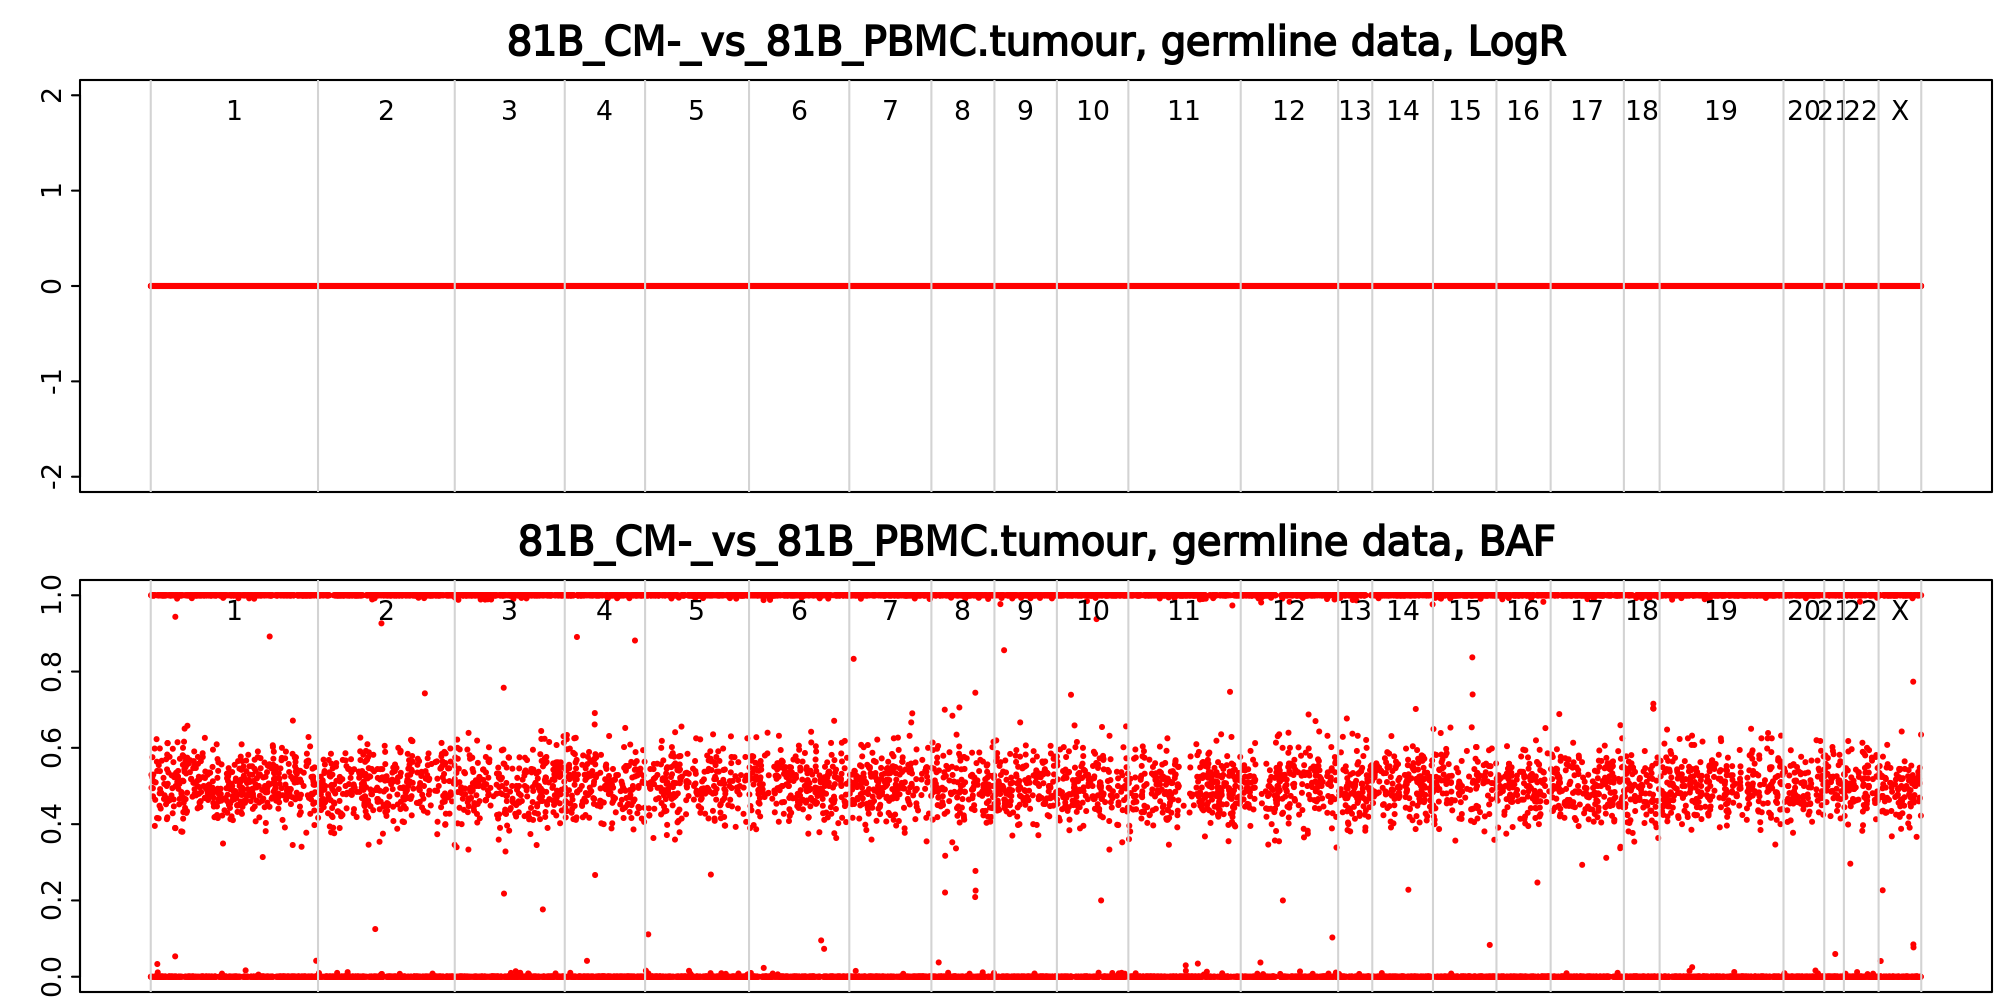 81B_CM-_vs_81B_PBMC.tumour, germline data, LogR
2
1 2 3 4 5 6 7 8 9 10 11 12 13 14 15 16 17 18 19 20 21 22 X
1
0
-1
-2
81B_CM-_vs_81B_PBMC.tumour, germline data, BAF
1.0
1 2 3 4 5 6 7 8 9 10 11 12 13 14 15 16 17 18 19 20 21 22 X
0.8
0.6
0.4
0.2
0.0